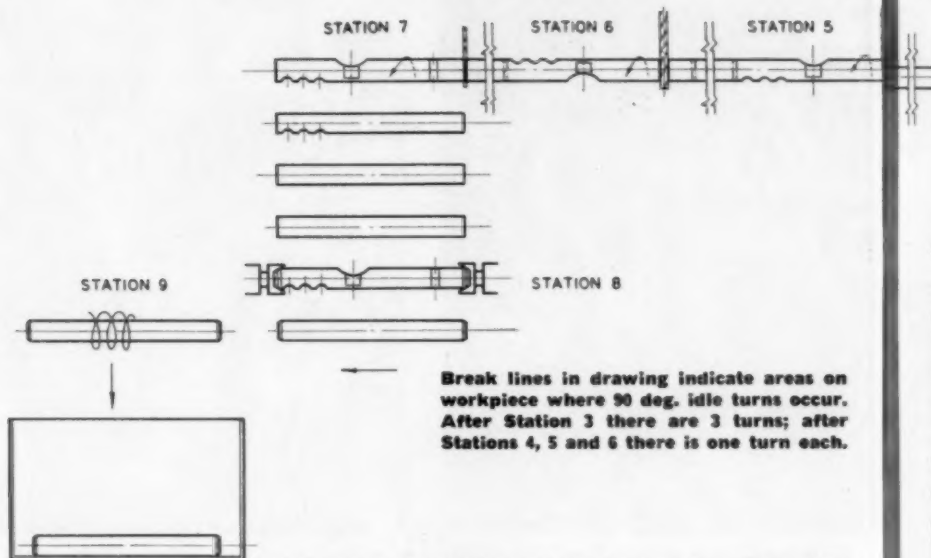 STATION 7
STATION 6
STATION 5
STATION 9
STATION 8
Break lines in drawing indicate areas on
workpiece where 90 deg. idle turns occur.
After Station 3 there are 3 turns; after
Stations 4, 5 and 6 there is one turn each.